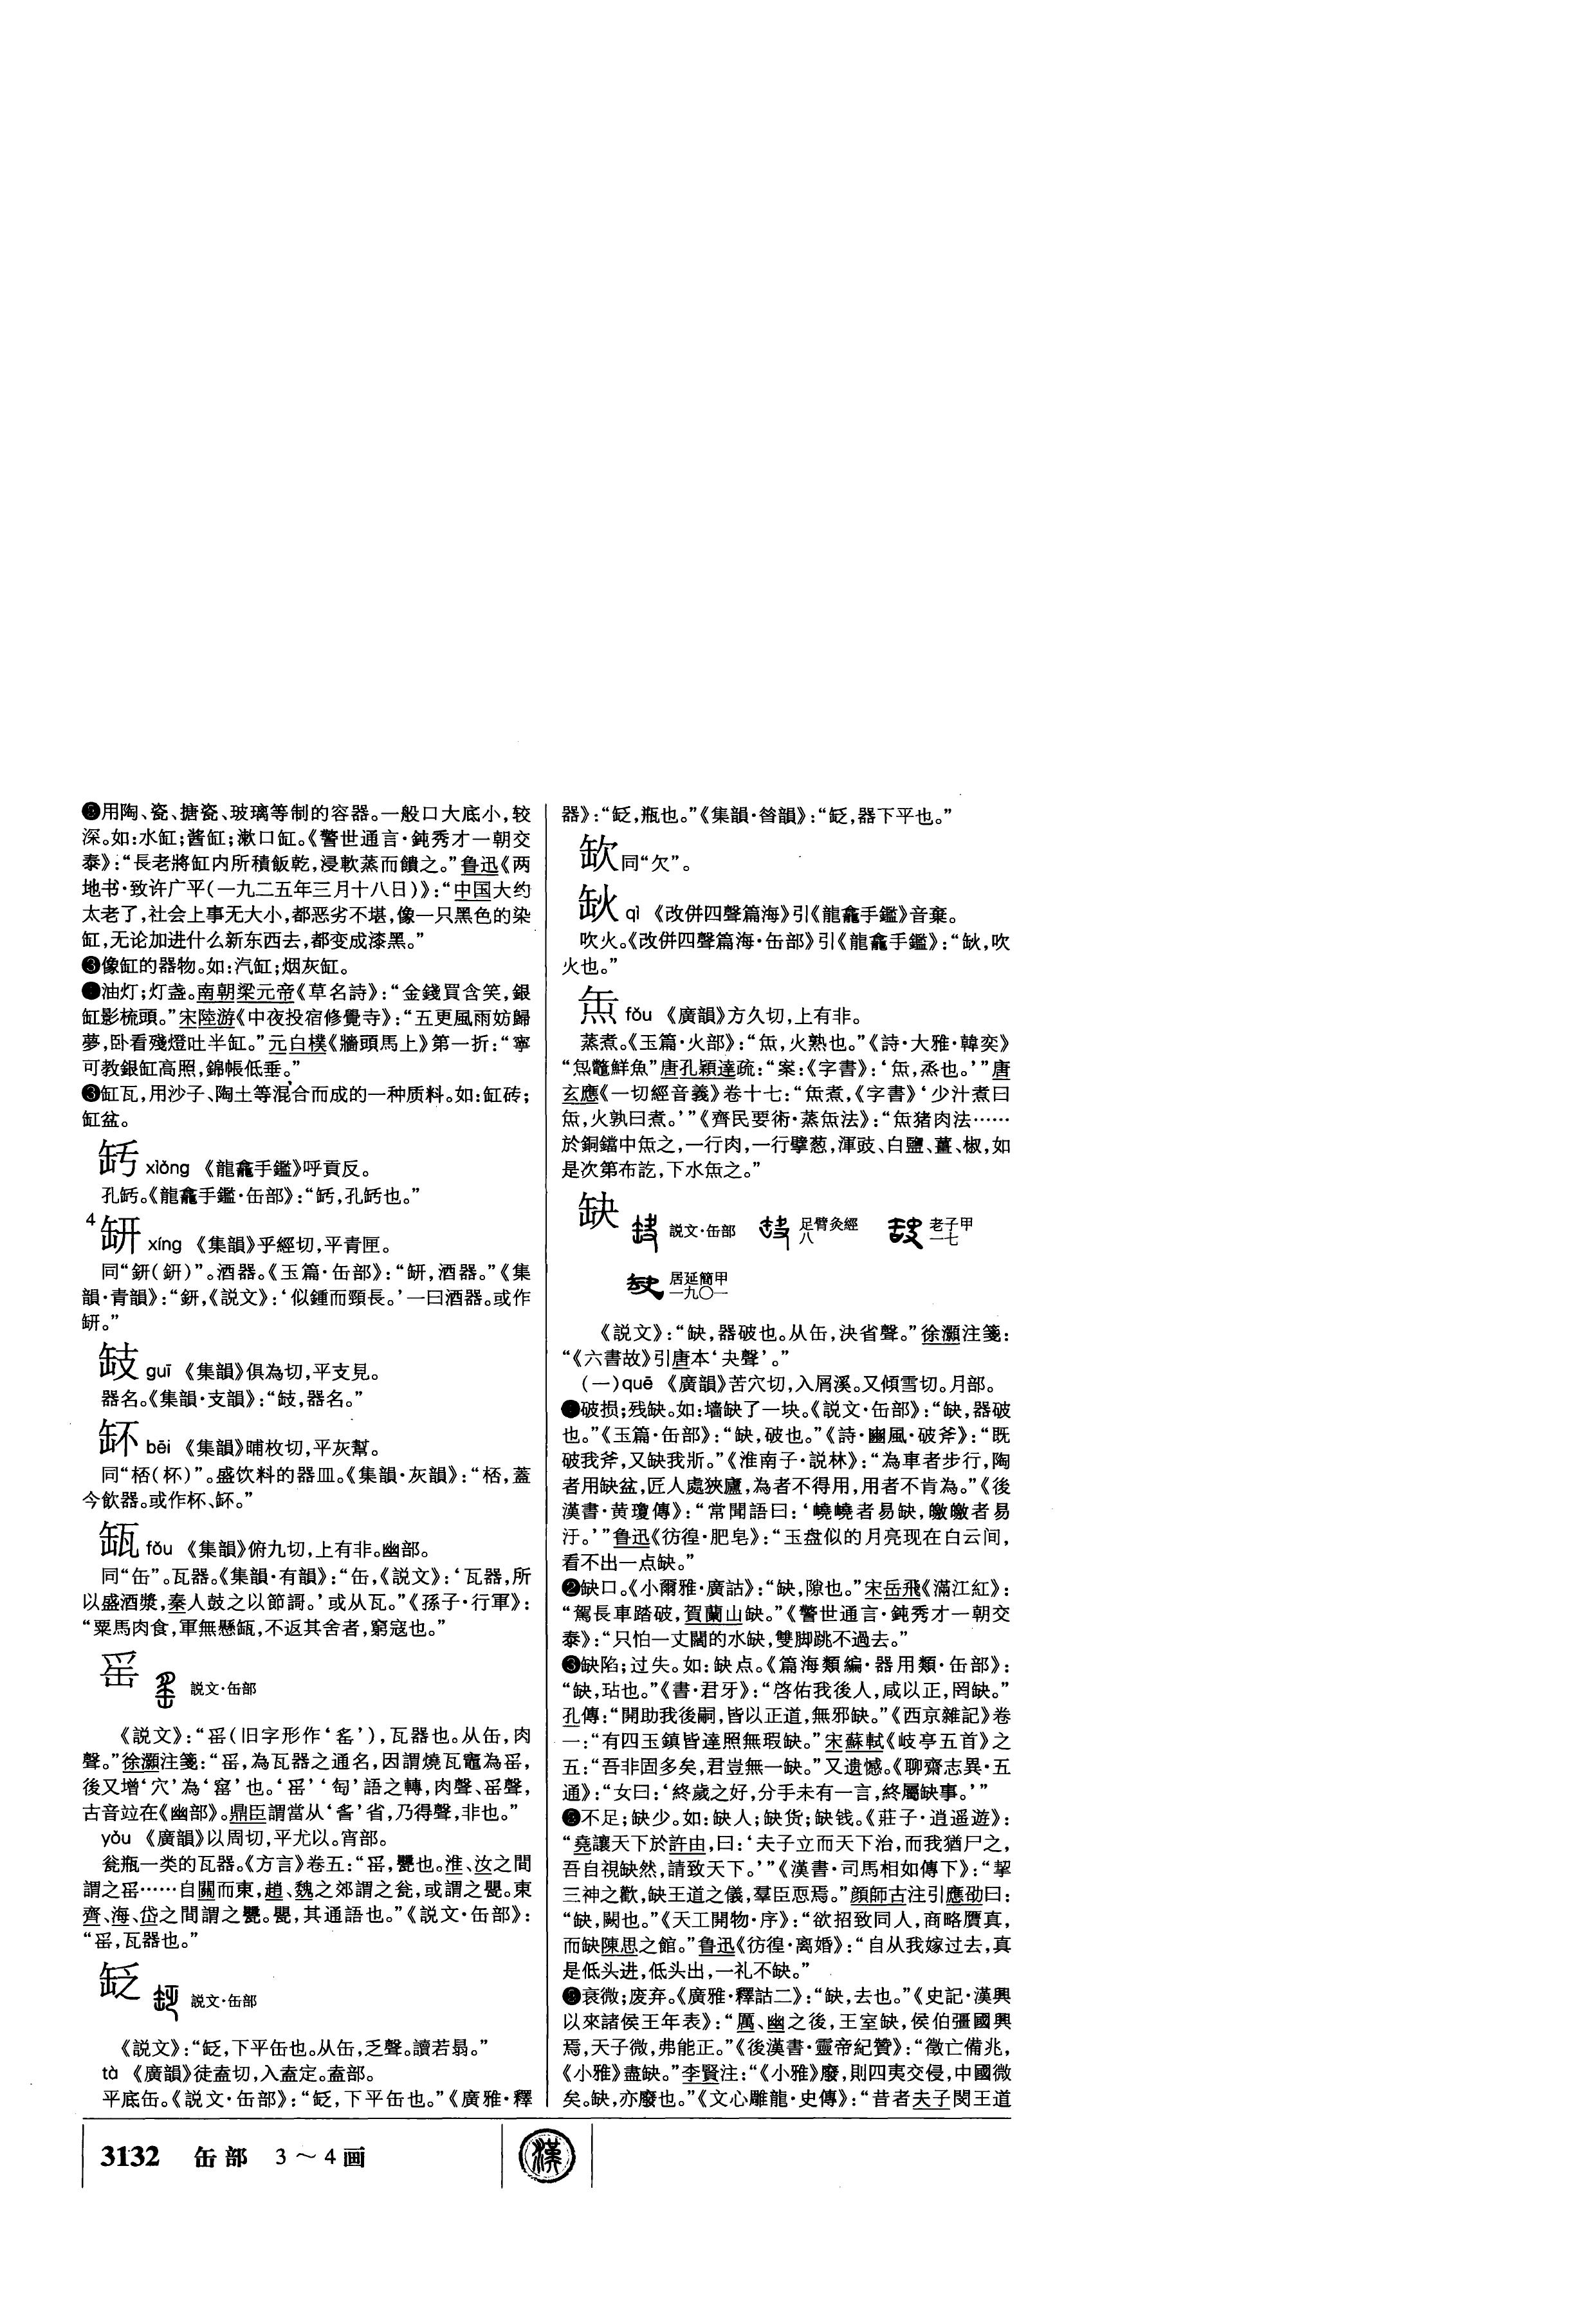 ❷用陶、瓷、搪瓷、玻璃等制的容器。一般口大底小,较
深。如:水缸;酱缸;漱口缸。《警世通言·鈍秀才一朝交
泰》:“長老將缸内所積飯乾,浸軟蒸而饋之。”鲁迅《两
地书·致许广平(一九二五年三月十八日)》:“中国大约
太老了,社会上事无大小,都恶劣不堪,像一只黑色的染
缸,无论加进什么新东西去,都变成漆黑。”
❸像缸的器物。如:汽缸;烟灰缸。
油灯;灯盏。南朝梁元帝《草名詩》:“金錢買含笑,銀
缸影梳頭。”宋陸游《中夜投宿修覺寺》:“五更風雨妨歸
夢,卧看殘燈吐半缸。”元白樸《牆頭馬上》第一折:“寧
可教銀缸高照,錦帳低垂。”
缸瓦,用沙子、陶土等混合而成的一种质料。如:缸砖;
缸盆。
xiǒng 《龍龕手鑑》呼貢反。
《龍龕手鑑·缶部》:
4
缾 xíng 《集韻》乎經切,平青匣。
同“鈃(鈃)”。酒器。《玉篇·缶部》:“酒器。”《集
韻·青韻》:“鈃,《説文》:‘似鍾而頸長。’一曰酒器。或作
guī 《集韻》俱為切,平支見。
器名。《集韻·支韻》:“䇠,器名。”
bēi 《集韻》晡枚切,平灰幫。
同“桮(杯)”。盛饮料的器皿。《集韻·灰韻》:“桮,蓋
今飲器。或作杯、㔻。”
缻 fǒu 《集韻》俯九切,上有非。幽部。
同“缶”。瓦器。《集韻·有韻》:“缶,《説文》:‘瓦器,所
以盛酒漿,秦人鼓之以節謌。’或从瓦。”《孫子·行軍》:
“粟馬肉食,軍無懸缻,不返其舍者,窮寇也。”
䍃 説文·缶部
《説文》:“䍃(旧字形作‘䍃’),瓦器也。从缶,肉
聲。”徐灝注箋:“䍃,為瓦器之通名,因謂燒瓦竈為䍃,
後又增‘穴’為‘窰’也。‘䍃’‘匋’語之轉,肉聲、䍃聲,
古音竝在《幽部》。鼎臣謂當从‘䚻’省,乃得聲,非也。”
yǒu 《廣韻》以周切,平尤以。宵部。
瓮瓶一类的瓦器。《方言》卷五:“䍃,甖也。淮、汝之間
謂之䍃……自關而東,趙、魏之郊謂之瓮,或謂之甖。東
齊、海、岱之間謂之甖。甖,其通語也。”《説文·缶部》:
“䍃,瓦器也。”
䍇 説文·缶部
《説文》:“䍇,下平缶也。从缶,乏聲。讀若䎓。”
tà 《廣韻》徒盍切,入盍定。盍部。
平底缶。《説文·缶部》:“䍇,下平缶也。”《廣雅·釋
器》:“䍇,瓶也。”《集韻·昝韻》:“䍇,器下平也。”
同“欠”。
qì 《改併四聲篇海》引《龍龕手鑑》音棄。
吹火。《改併四聲篇海·缶部》引《龍龕手鑑》:“吹
火也。”
缹 fǒu 《廣韻》方久切,上有非。
蒸煮。《玉篇·火部》:“缹,火熟也。”《詩·大雅·韓奕》
“炰鼈鮮魚”唐孔穎達疏:“案:《字書》:‘缹,烝也。’”唐
玄應《一切經音義》卷十七:“缹煮,《字書》‘少汁煮曰
缹,火孰曰煮。’”《齊民要術·蒸缹法》:“缹猪肉法……
於銅鐺中缹之,一行肉,一行擘葱,渾豉、白鹽、薑、椒,如
是次第布訖,下水缹之。”
缺 説文·缶部 足臂灸經八 老子甲一七
居延簡甲一九〇一
《説文》:“缺,器破也。从缶,決省聲。”徐灝注箋:
“《六書故》引唐本‘夬聲’。”
(一)quē 《廣韻》苦穴切,入屑溪。又傾雪切。月部。
❶破损;残缺。如:墙缺了一块。《説文·缶部》:“缺,器破
也。”《玉篇·缶部》:“缺,破也。”《詩·豳風·破斧》:“既
破我斧,又缺我斨。”《淮南子·説林》:“為車者步行,陶
者用缺盆,匠人處狹廬,為者不得用,用者不肯為。”《後
漢書·黄瓊傳》:“常聞語曰:‘嶢嶢者易缺,皦皦者易
汙。’”鲁迅《彷徨·肥皂》:“玉盘似的月亮现在白云间,
看不出一点缺。”
❷缺口。《小爾雅·廣詁》:“缺,隙也。”宋岳飛《滿江紅》:
“駕長車踏破,賀蘭山缺。”《警世通言·鈍秀才一朝交
泰》:“只怕一丈闊的水缺,雙脚跳不過去。”
❸缺陷;过失。如:缺点。《篇海類編·器用類·缶部》:
“缺,玷也。”《書·君牙》:“啓佑我後人,咸以正,罔缺。”
孔傳:“開助我後嗣,皆以正道,無邪缺。”《西京雜記》卷
一:“有四玉鎮皆達照無瑕缺。”宋蘇軾《岐亭五首》之
五:“吾非固多矣,君豈無一缺。”又遗憾。《聊齋志異·五
通》:“女曰:‘終歲之好,分手未有一言,終屬缺事。’”
不足;缺少。如:缺人;缺货;缺钱。《莊子·逍遥遊》:
“堯讓天下於許由,曰:‘夫子立而天下治,而我猶尸之,
吾自視缺然,請致天下。’”《漢書·司馬相如傳下》:“挈
三神之歡,缺王道之儀,羣臣恧焉。”顔師古注引應劭曰:
“缺,闕也。”《天工開物·序》:“欲招致同人,商略贋真,
而缺陳思之館。”鲁迅《彷徨·离婚》:“自从我嫁过去,真
是低头进,低头出,一礼不缺。”
衰微;废弃。《廣雅·釋詁二》:“缺,去也。”《史記·漢興
以來諸侯王年表》:“厲、幽之後,王室缺,侯伯彊國興
焉,天子微,弗能正。”《後漢書·靈帝紀贊》:“徵亡備兆,
《小雅》盡缺。”李賢注:“《小雅》廢,則四夷交侵,中國微
矣。缺,亦廢也。”《文心雕龍·史傳》:“昔者夫子閔王道
3132 缶部 3～4画
漢